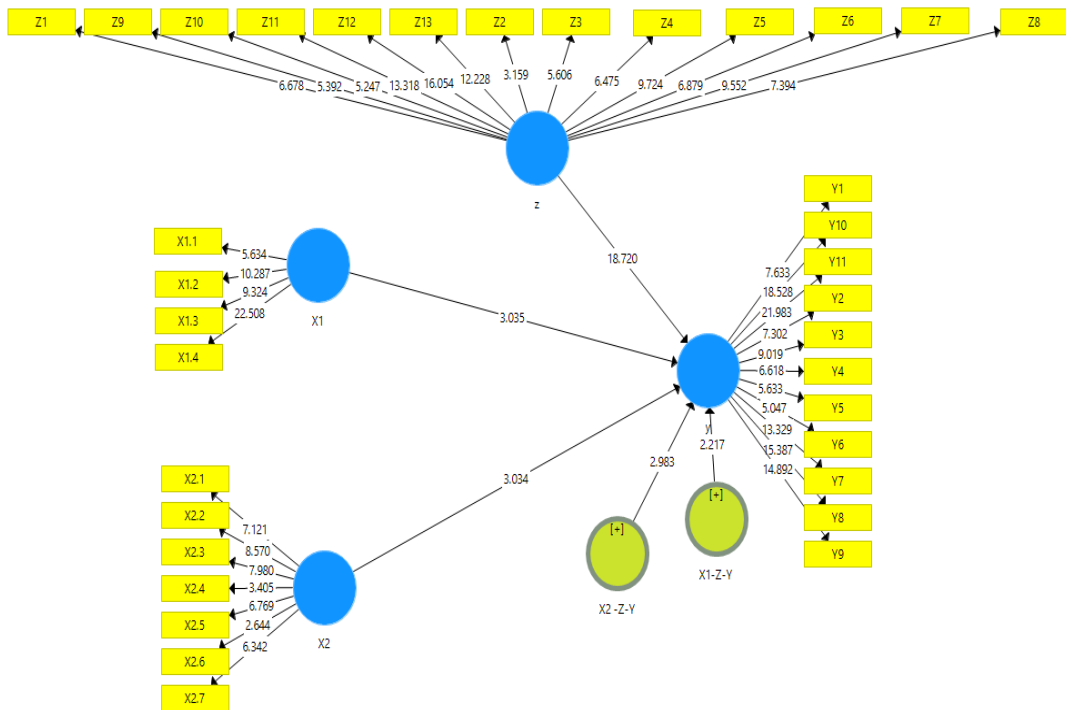 Z1 Z9 Z10 Z11 Z12 Z13 Z2 Z3 Z4 Z5 Z6 Z7 Z8
6.678 5.392 5.247 13.318 16.054 12.228 3.159 5.606 6.475 9.724 6.879 9.552 7.394
z
18.720
X1.1
X1.2
X1.3
X1.4
5.634
10.287
9.324
22.508
X1
3.035
Y1
Y10
Y11
Y2
Y3
Y4
Y5
Y6
Y7
Y8
Y9
7.633
18.528
21.983
7.302
9.019
6.618
5.633
5.047
13.329
15.387
14.892
y
2.217
2.983
3.034
X2.1
X2.2
X2.3
X2.4
X2.5
X2.6
X2.7
7.121
8.570
7.980
3.405
6.769
2.644
6.342
X2
[+]
X2 -Z-Y
[+]
X1-Z-Y